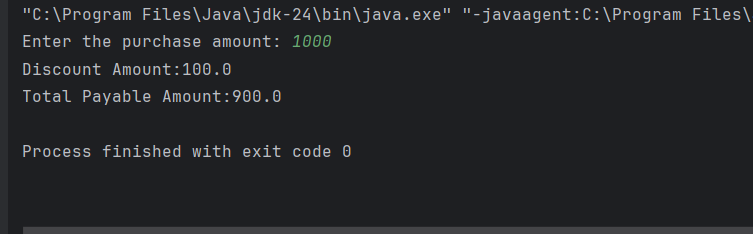 "C:\Program Files\Java\jdk-24\bin\java.exe" "-javaagent:C:\Program Files\
Enter the purchase amount: 1000
Discount Amount:100.0
Total Payable Amount:900.0
Process finished with exit code 0